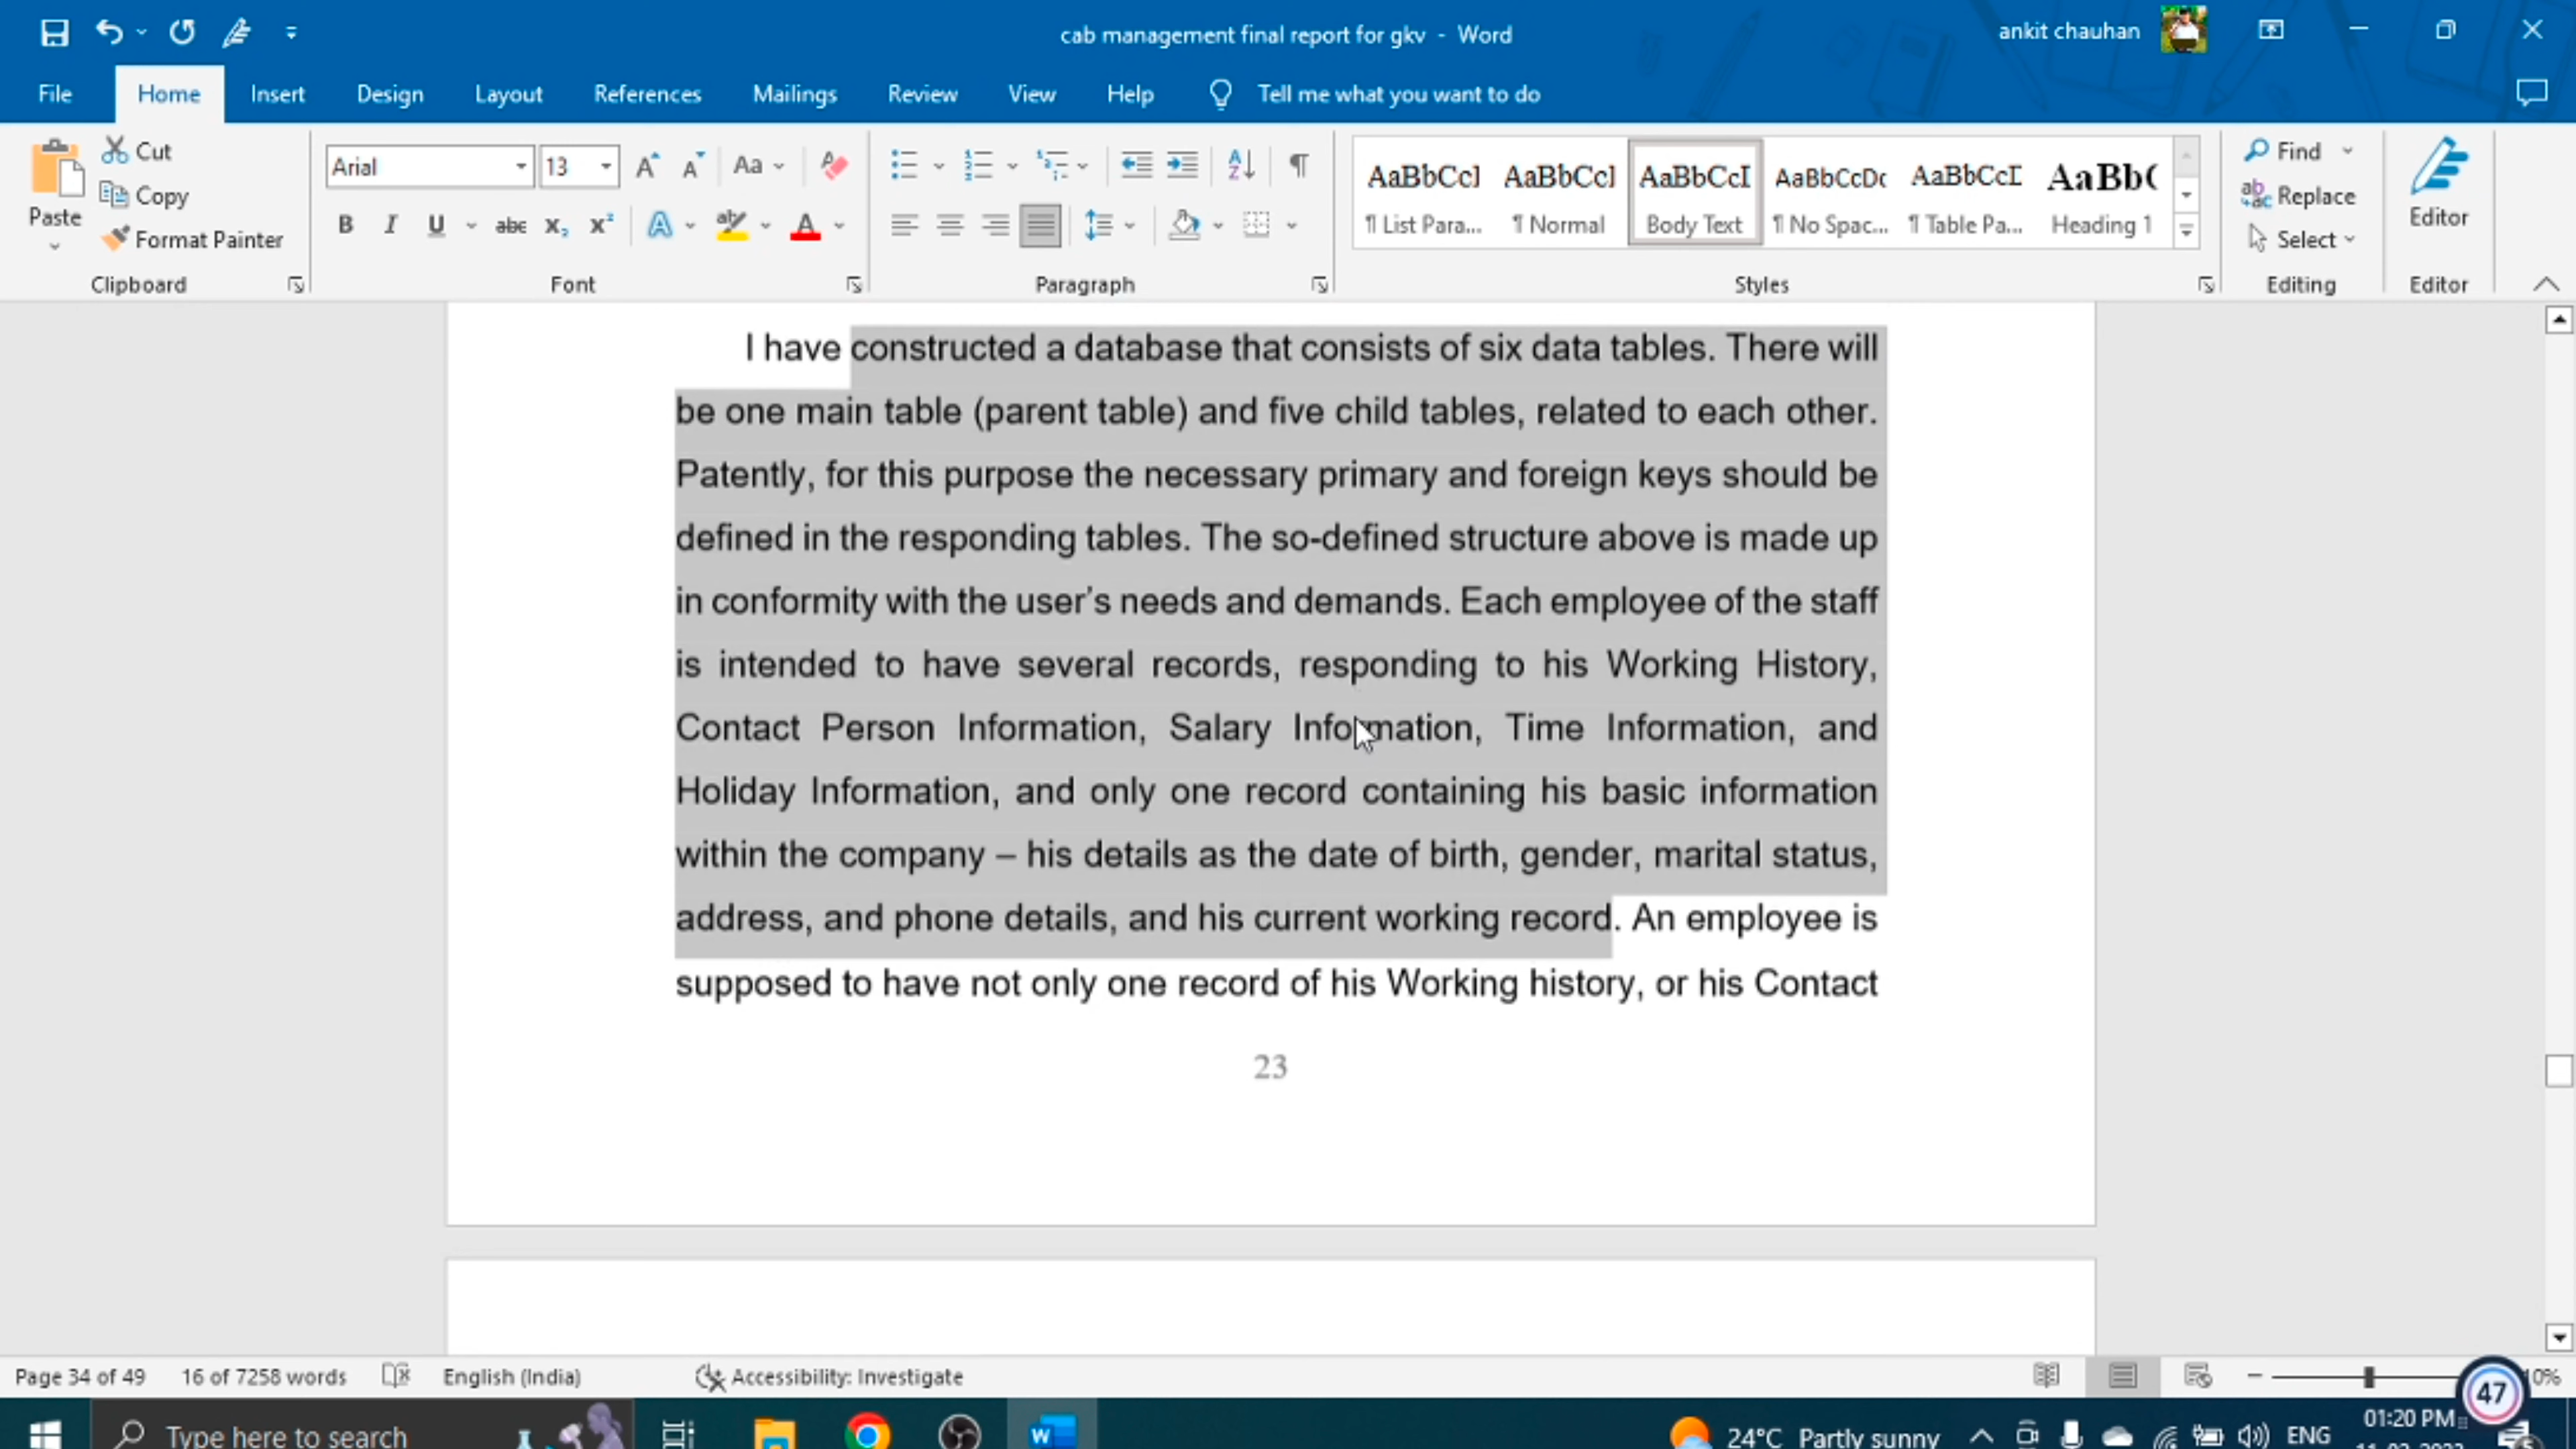 cab management final report for gkv - Word
ankit chauhan
File Home Insert Design Layout References Mailings Review View Help Tell me what you want to do
Paste
Cut
Copy
Format Painter
Clipboard
Arial 13 Aa
B I U abc x₂ x² A ab A
Font
Paragraph
AaBbCcI AaBbCcI AaBbCcI AaBbCcDc AaBbCcI AaBb(
¶ List Para... ¶ Normal Body Text ¶ No Spac... ¶ Table Pa... Heading 1
Styles
Find
Replace
Select
Editing
Editor
Editor
I have constructed a database that consists of six data tables. There will
be one main table (parent table) and five child tables, related to each other.
Patently, for this purpose the necessary primary and foreign keys should be
defined in the responding tables. The so-defined structure above is made up
in conformity with the user’s needs and demands. Each employee of the staff
is intended to have several records, responding to his Working History,
Contact Person Information, Salary Information, Time Information, and
Holiday Information, and only one record containing his basic information
within the company – his details as the date of birth, gender, marital status,
address, and phone details, and his current working record. An employee is
supposed to have not only one record of his Working history, or his Contact
23
Page 34 of 49 16 of 7258 words English (India) Accessibility: Investigate
47
Type here to search
24°C Partly sunny
ENG
01:20 PM